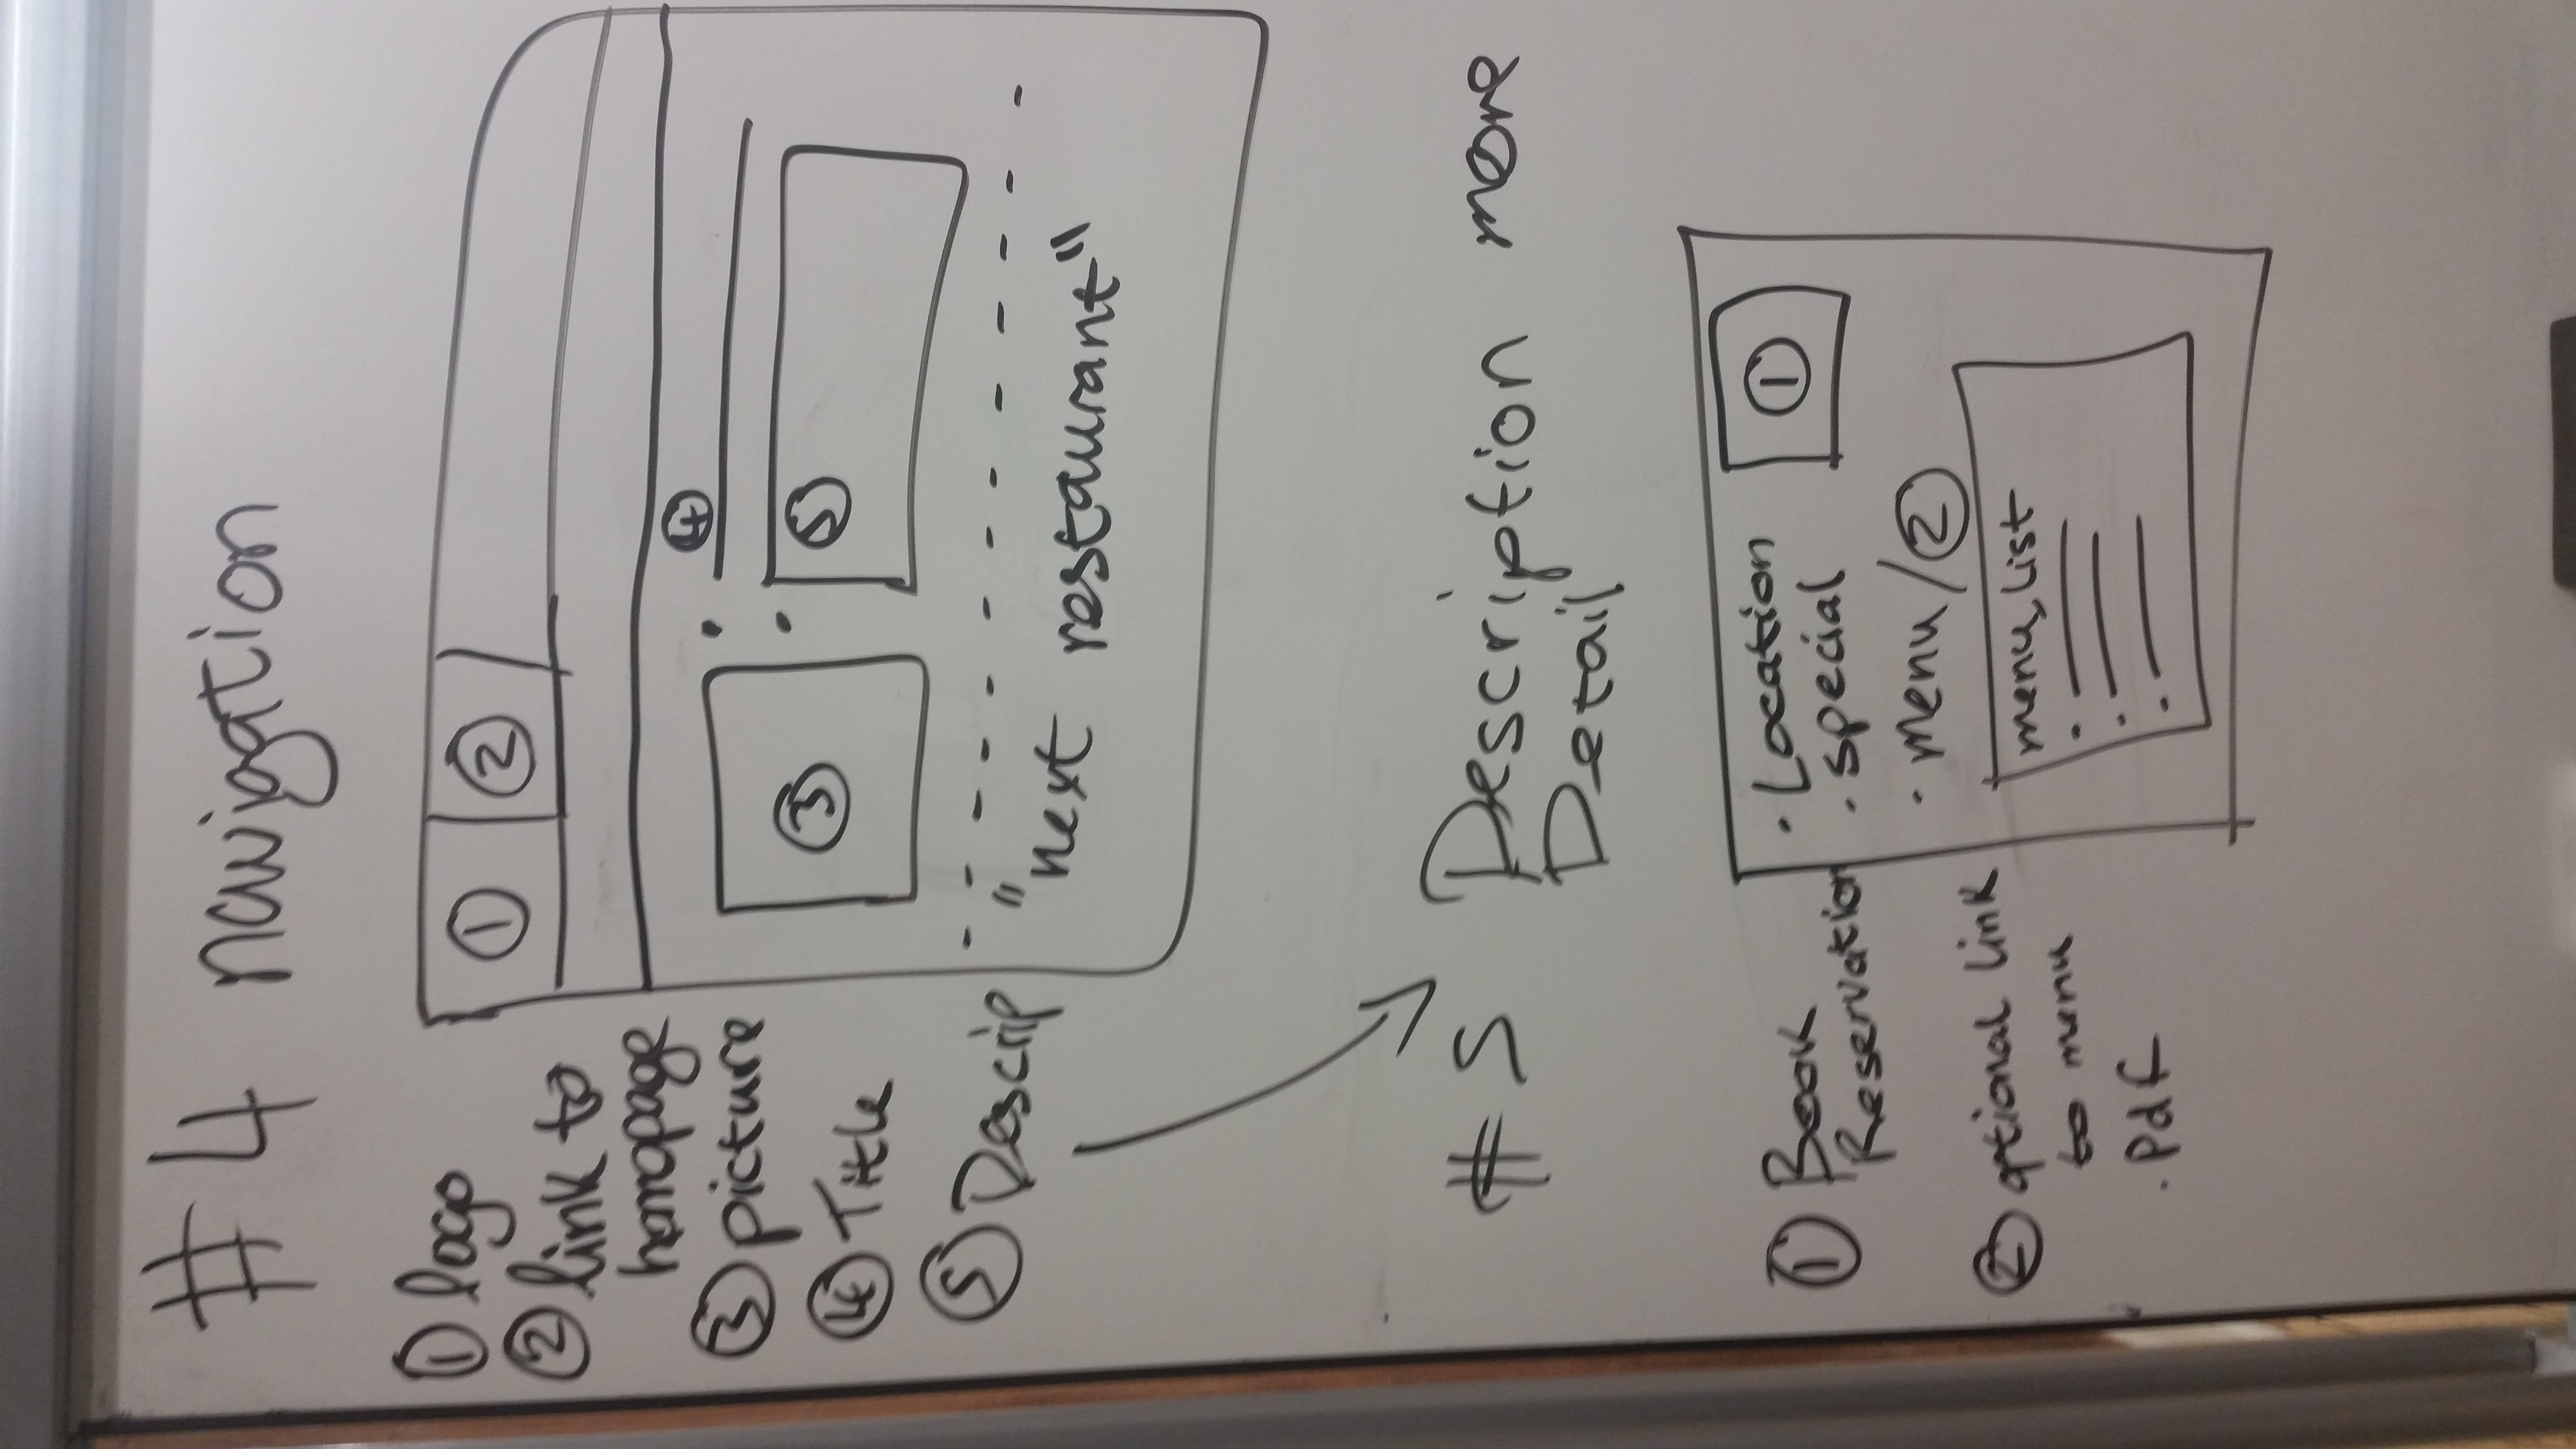 #4 navigation
① logo
② link to
homopage
③ picture
④ Title
⑤ Descrip
① ②
④
③ ⑤
"next restaurant"
#5 Description more
Detail
① Book
Reservation
② optional link
to menu
.Pdf
· Location ①
· special
· menu/②
menu, list